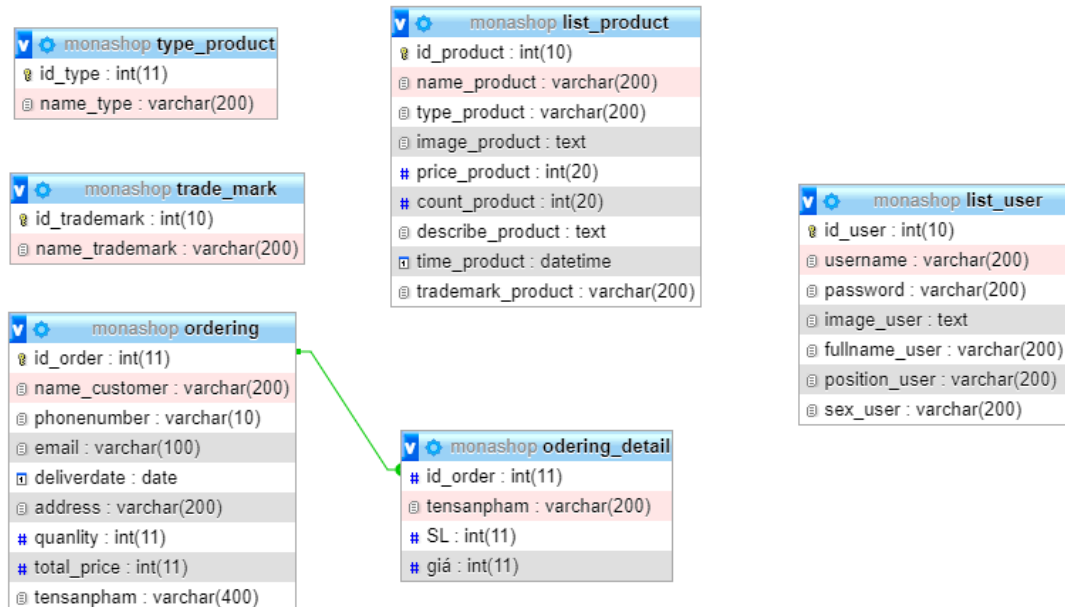 monashop type_product
id_type : int(11)
name_type : varchar(200)
monashop trade_mark
id_trademark : int(10)
name_trademark : varchar(200)
monashop ordering
id_order : int(11)
name_customer : varchar(200)
phonenumber : varchar(10)
email : varchar(100)
deliverdate : date
address : varchar(200)
# quanlity : int(11)
# total_price : int(11)
tensanpham : varchar(400)
monashop list_product
id_product : int(10)
name_product : varchar(200)
type_product : varchar(200)
image_product : text
# price_product : int(20)
# count_product : int(20)
describe_product : text
time_product : datetime
trademark_product : varchar(200)
monashop odering_detail
# id_order : int(11)
tensanpham : varchar(200)
# SL : int(11)
# giá : int(11)
monashop list_user
id_user : int(10)
username : varchar(200)
password : varchar(200)
image_user : text
fullname_user : varchar(200)
position_user : varchar(200)
sex_user : varchar(200)